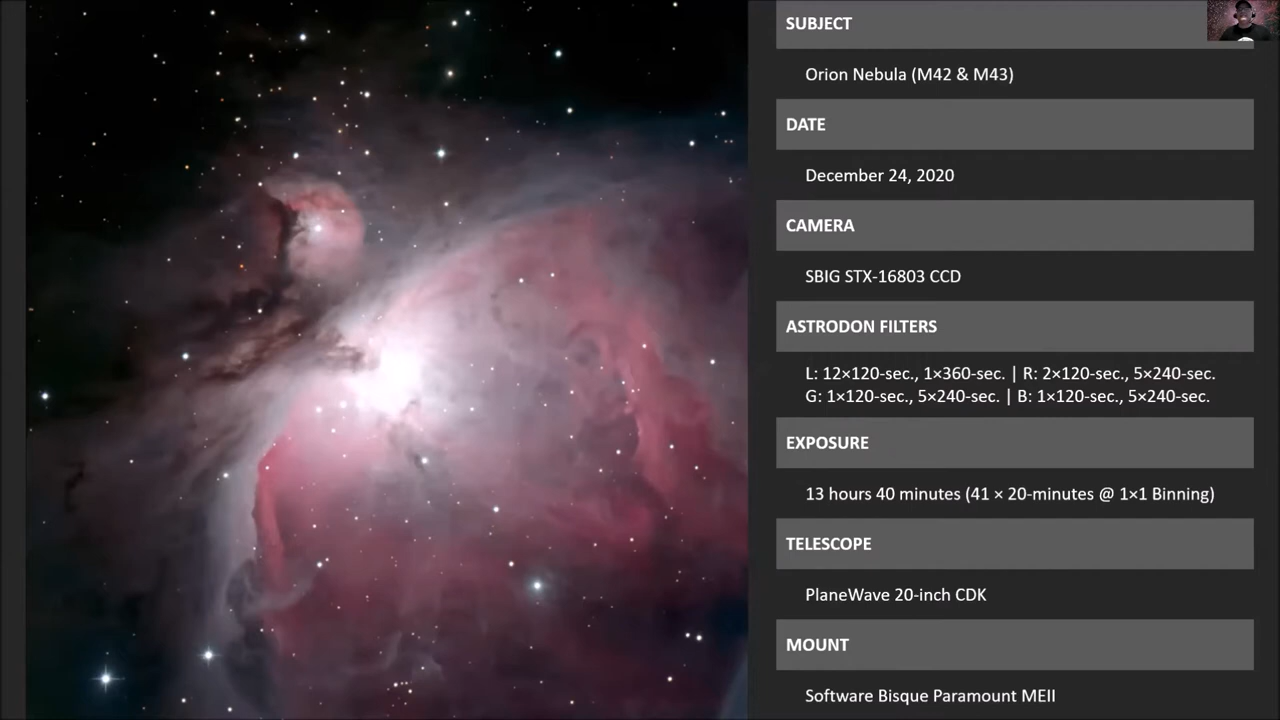 SUBJECT
Orion Nebula (M42 & M43)
DATE
December 24, 2020
CAMERA
SBIG STX-16803 CCD
ASTRODON FILTERS
L: 12×120-sec., 1×360-sec. | R: 2×120-sec., 5×240-sec.
G: 1×120-sec., 5×240-sec. | B: 1×120-sec., 5×240-sec.
EXPOSURE
13 hours 40 minutes (41 × 20-minutes @ 1×1 Binning)
TELESCOPE
PlaneWave 20-inch CDK
MOUNT
Software Bisque Paramount MEII